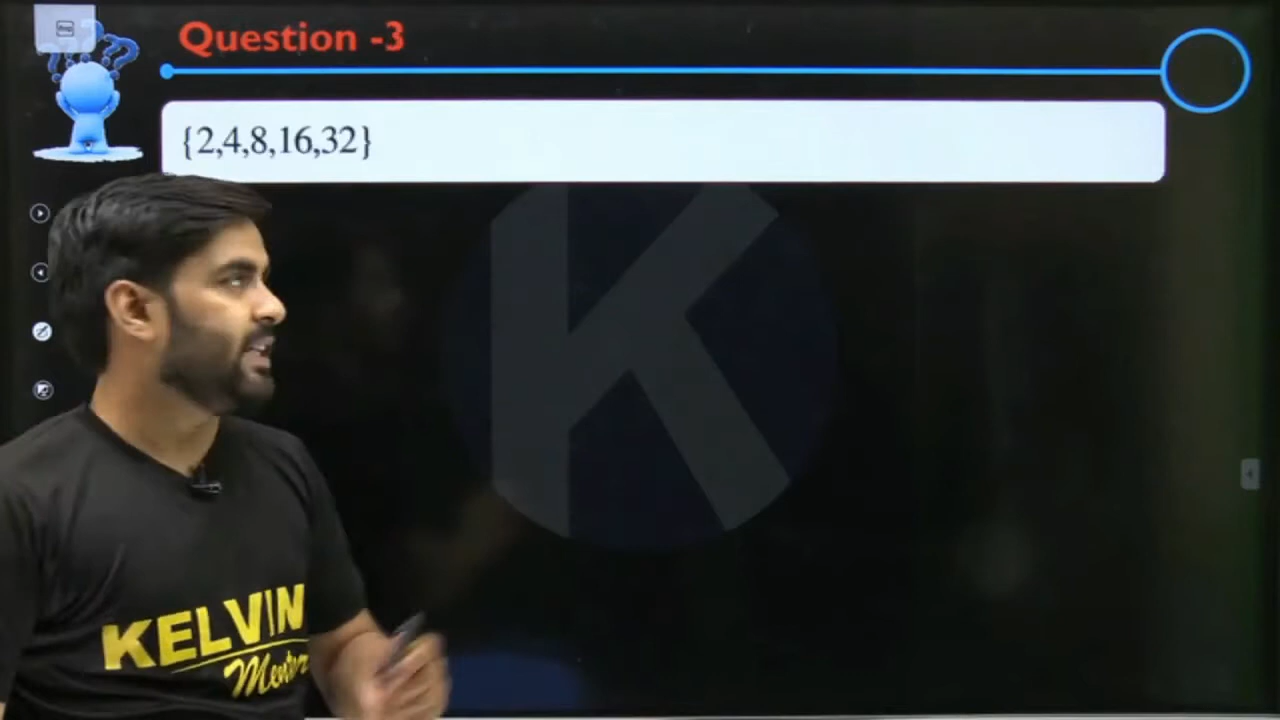 Question -3
{2,4,8,16,32}
K
KELVIN
Mentor